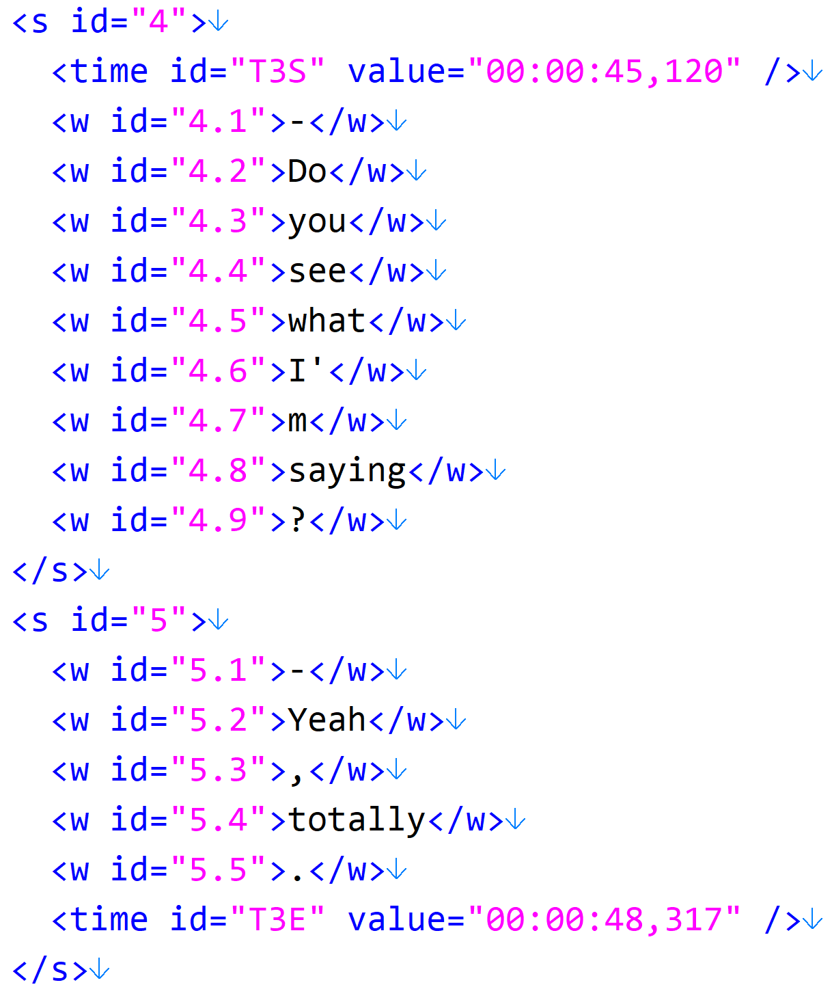 <s id="4">↓
  <time id="T3S" value="00:00:45,120" />↓
  <w id="4.1">-</w>↓
  <w id="4.2">Do</w>↓
  <w id="4.3">you</w>↓
  <w id="4.4">see</w>↓
  <w id="4.5">what</w>↓
  <w id="4.6">I'</w>↓
  <w id="4.7">m</w>↓
  <w id="4.8">saying</w>↓
  <w id="4.9">?</w>↓
</s>↓
<s id="5">↓
  <w id="5.1">-</w>↓
  <w id="5.2">Yeah</w>↓
  <w id="5.3">,</w>↓
  <w id="5.4">totally</w>↓
  <w id="5.5">.</w>↓
  <time id="T3E" value="00:00:48,317" />↓
</s>↓